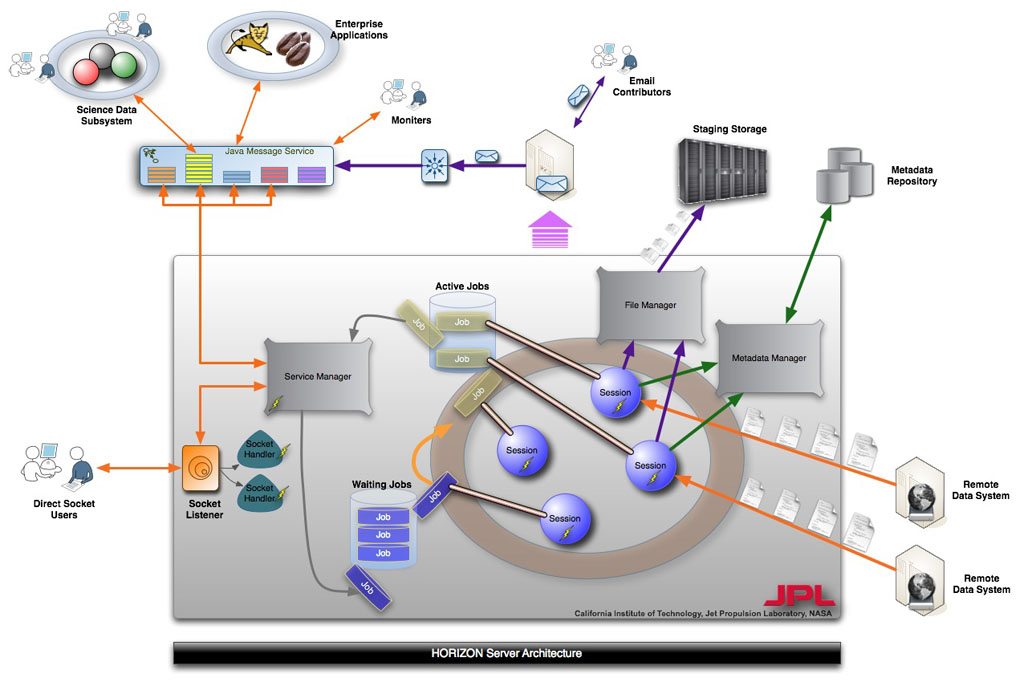 Enterprise
Applications
Science Data
Subsystem
Email
Contributors
Moniters
Staging Storage
Java Message Service
Metadata
Repository
Active Jobs
Job
Job
Job
File Manager
Metadata Manager
Service Manager
Job
Session
Session
Session
Socket
Handler
Socket
Handler
Socket
Listener
Direct Socket
Users
Waiting Jobs
Job
Job
Job
Job
Session
Job
Remote
Data System
Remote
Data System
JPL
California Institute of Technology, Jet Propulsion Laboratory, NASA
HORIZON Server Architecture